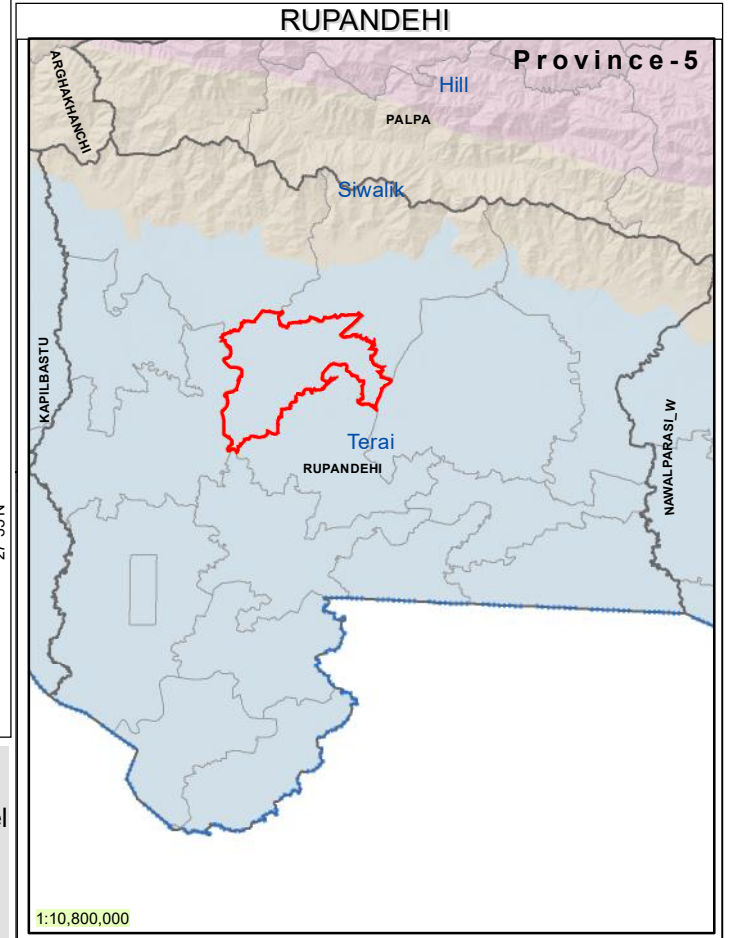 RUPANDEHI
Province-5
ARGHAKHANCHI
Hill
PALPA
Siwalik
KAPILBASTU
NAWALPARASI_W
Terai
RUPANDEHI
1:10,800,000